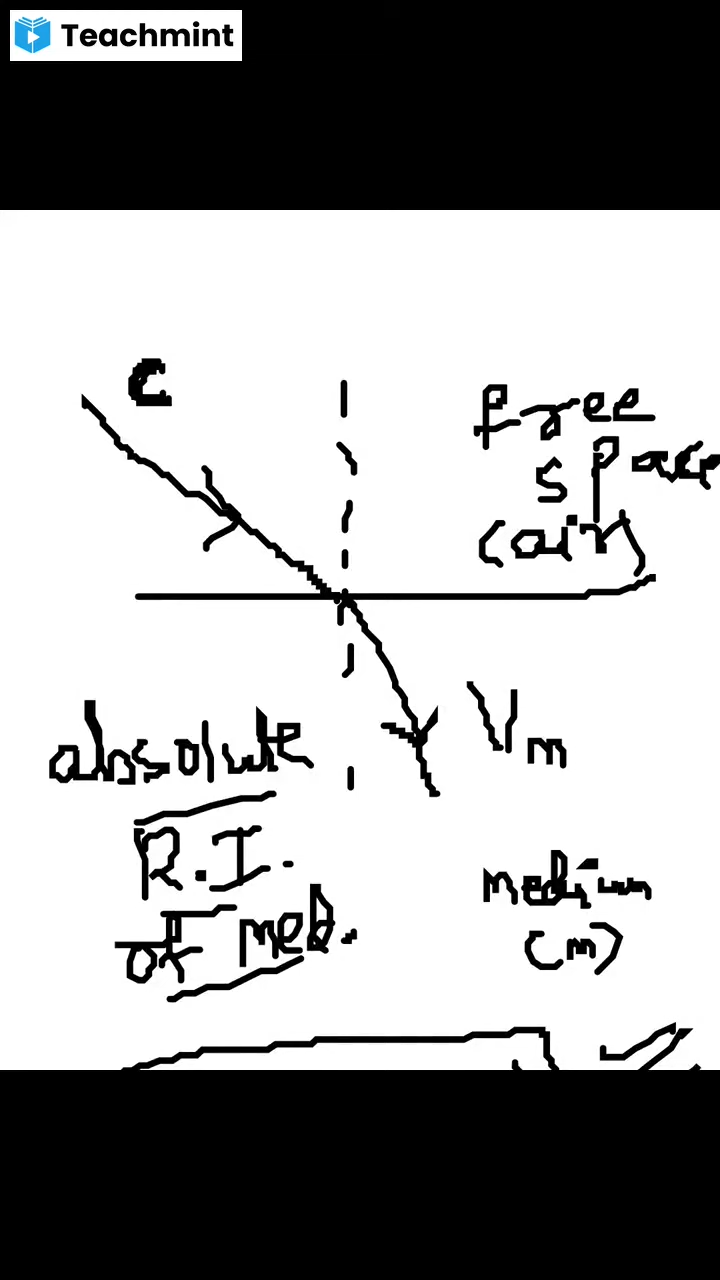 Teachmint
C
free
space
(air)
Vm
absolute
R.I.
of med.
medium
(m)